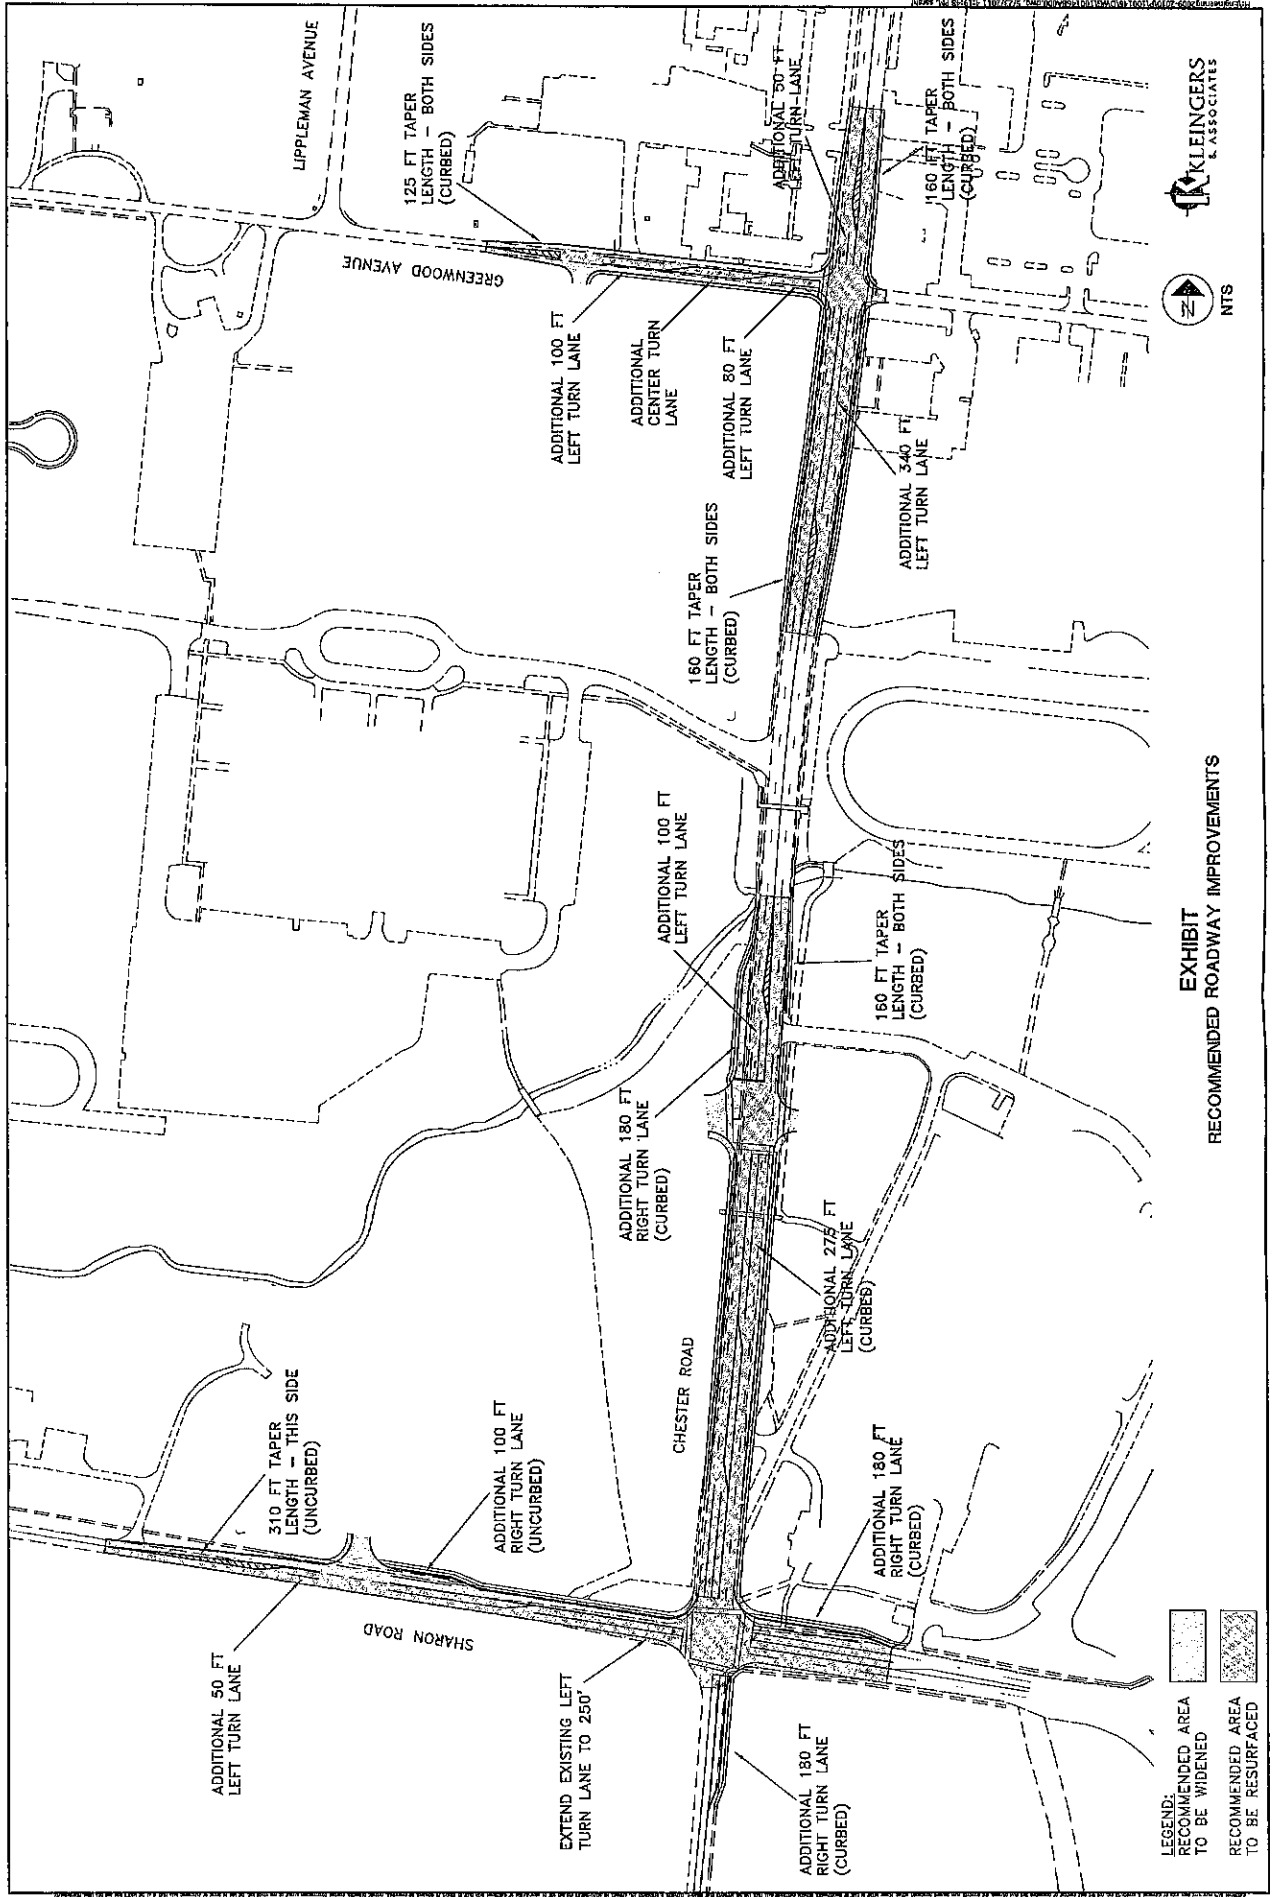 LIPPLEMAN AVENUE
GREENWOOD AVENUE
125 FT TAPER
LENGTH - BOTH SIDES
(CURBED)
ADDITIONAL 50 FT
LEFT TURN LANE
160 FT TAPER
LENGTH - BOTH SIDES
(CURBED)
ADDITIONAL 100 FT
LEFT TURN LANE
ADDITIONAL
CENTER TURN
LANE
ADDITIONAL 80 FT
LEFT TURN LANE
ADDITIONAL 340 FT
LEFT TURN LANE
160 FT TAPER
LENGTH - BOTH SIDES
(CURBED)
ADDITIONAL 100 FT
LEFT TURN LANE
160 FT TAPER
LENGTH - BOTH SIDES
(CURBED)
ADDITIONAL 180 FT
RIGHT TURN LANE
(CURBED)
ADDITIONAL 275 FT
LEFT TURN LANE
(CURBED)
CHESTER ROAD
310 FT TAPER
LENGTH - THIS SIDE
(UNCURBED)
ADDITIONAL 100 FT
RIGHT TURN LANE
(UNCURBED)
ADDITIONAL 180 FT
RIGHT TURN LANE
(CURBED)
SHARON ROAD
ADDITIONAL 50 FT
LEFT TURN LANE
EXTEND EXISTING LEFT
TURN LANE TO 250'
ADDITIONAL 180 FT
RIGHT TURN LANE
(CURBED)
LEGEND:
RECOMMENDED AREA
TO BE WIDENED
RECOMMENDED AREA
TO BE RESURFACED
EXHIBIT
RECOMMENDED ROADWAY IMPROVEMENTS
N
NTS
KLEINGERS
& ASSOCIATES